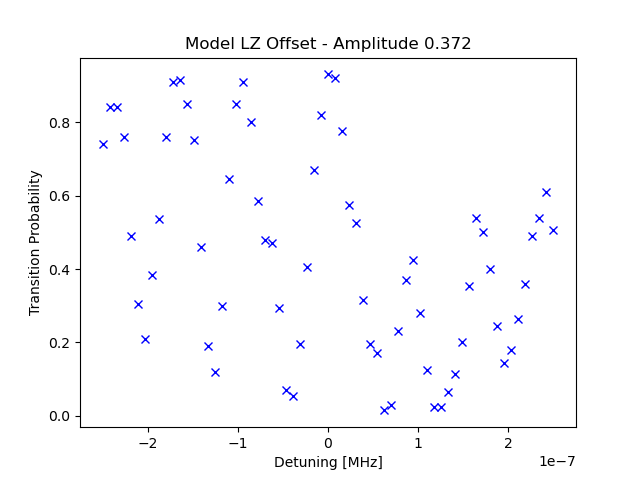 Model LZ Offset - Amplitude 0.372
Transition Probability
0.8
0.6
0.4
0.2
0.0
−2
−1
0
1
2
1e−7
Detuning [MHz]